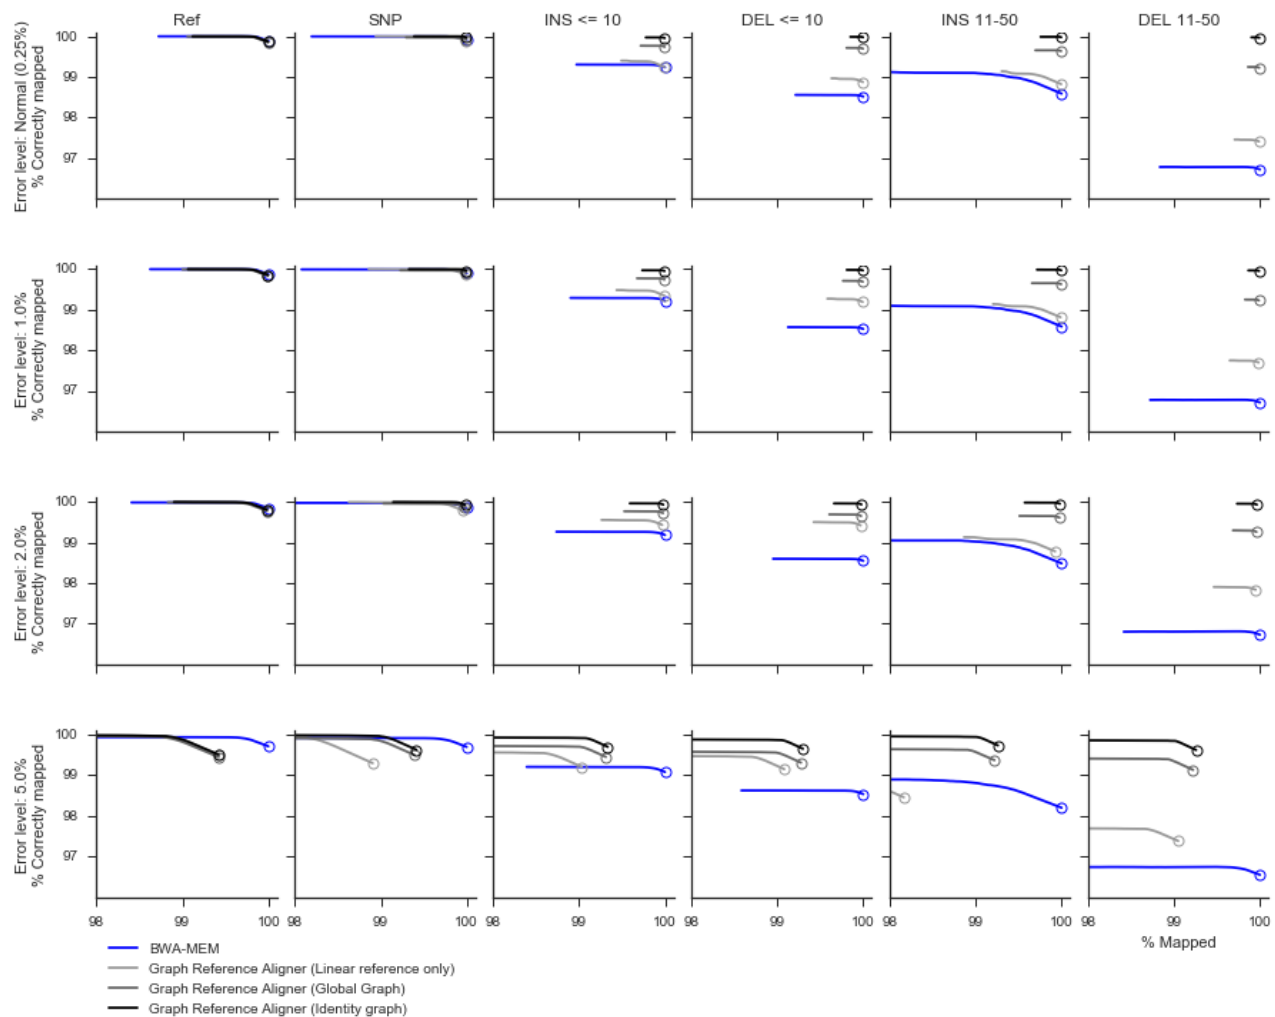 Ref SNP INS <= 10 DEL <= 10 INS 11-50 DEL 11-50
Error level: Normal (0.25%)
% Correctly mapped
100
99
98
97
Error level: 1.0%
% Correctly mapped
100
99
98
97
Error level: 2.0%
% Correctly mapped
100
99
98
97
Error level: 5.0%
% Correctly mapped
100
99
98
97
98 99 100 98 99 100 98 99 100 98 99 100 98 99 100 98 99 100
% Mapped
BWA-MEM
Graph Reference Aligner (Linear reference only)
Graph Reference Aligner (Global Graph)
Graph Reference Aligner (Identity graph)